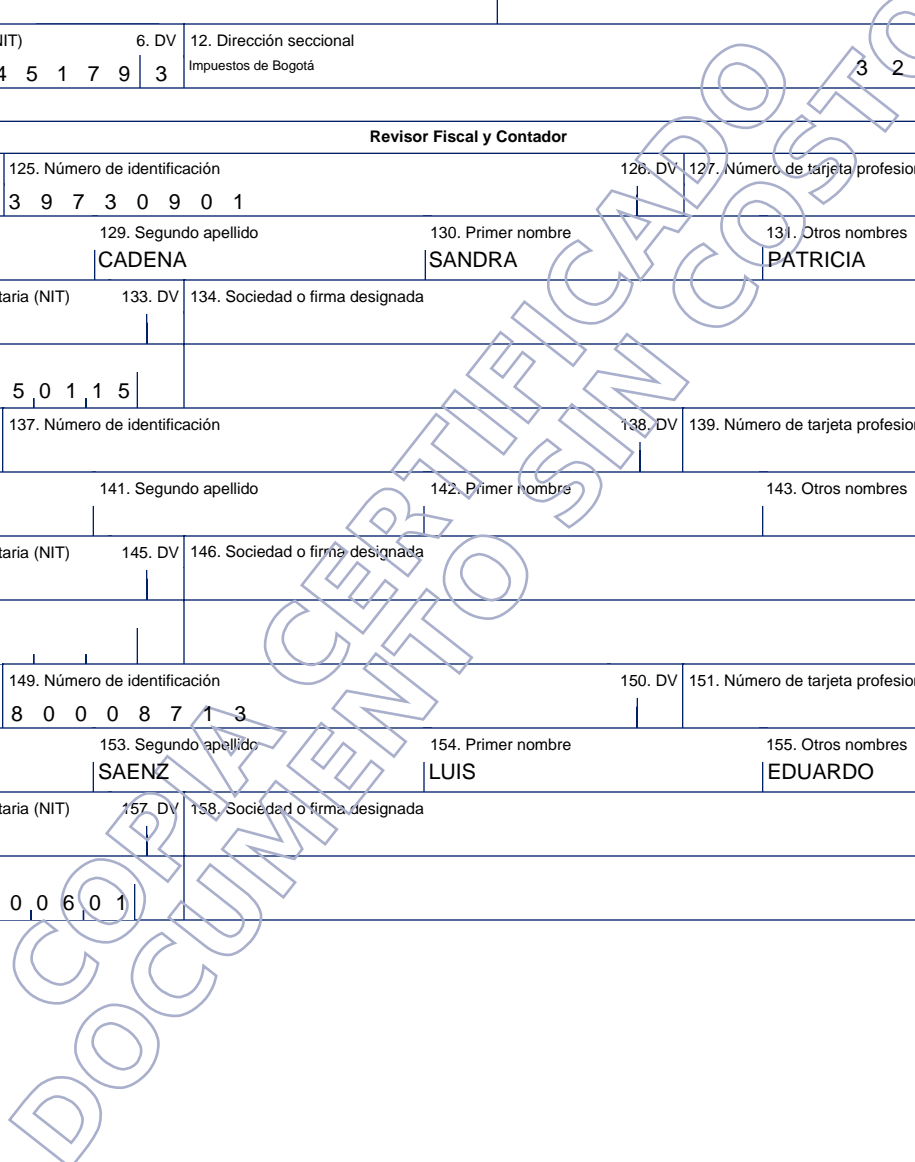 NIT) 6. DV 12. Dirección seccional
4 5 1 7 9 3 Impuestos de Bogotá 3 2
Revisor Fiscal y Contador
125. Número de identificación 126. DV 127. Número de tarjeta profesion
3 9 7 3 0 9 0 1
129. Segundo apellido 130. Primer nombre 131. Otros nombres
CADENA SANDRA PATRICIA
taria (NIT) 133. DV 134. Sociedad o firma designada
5 0 1 1 5
137. Número de identificación 138. DV 139. Número de tarjeta profesion
141. Segundo apellido 142. Primer nombre 143. Otros nombres
taria (NIT) 145. DV 146. Sociedad o firma designada
149. Número de identificación 150. DV 151. Número de tarjeta profesion
8 0 0 0 8 7 1 3
153. Segundo apellido 154. Primer nombre 155. Otros nombres
SAENZ LUIS EDUARDO
taria (NIT) 157. DV 158. Sociedad o firma designada
0 0 6 0 1
COPIA CERTIFICADO
DOCUMENTO SIN COSTO